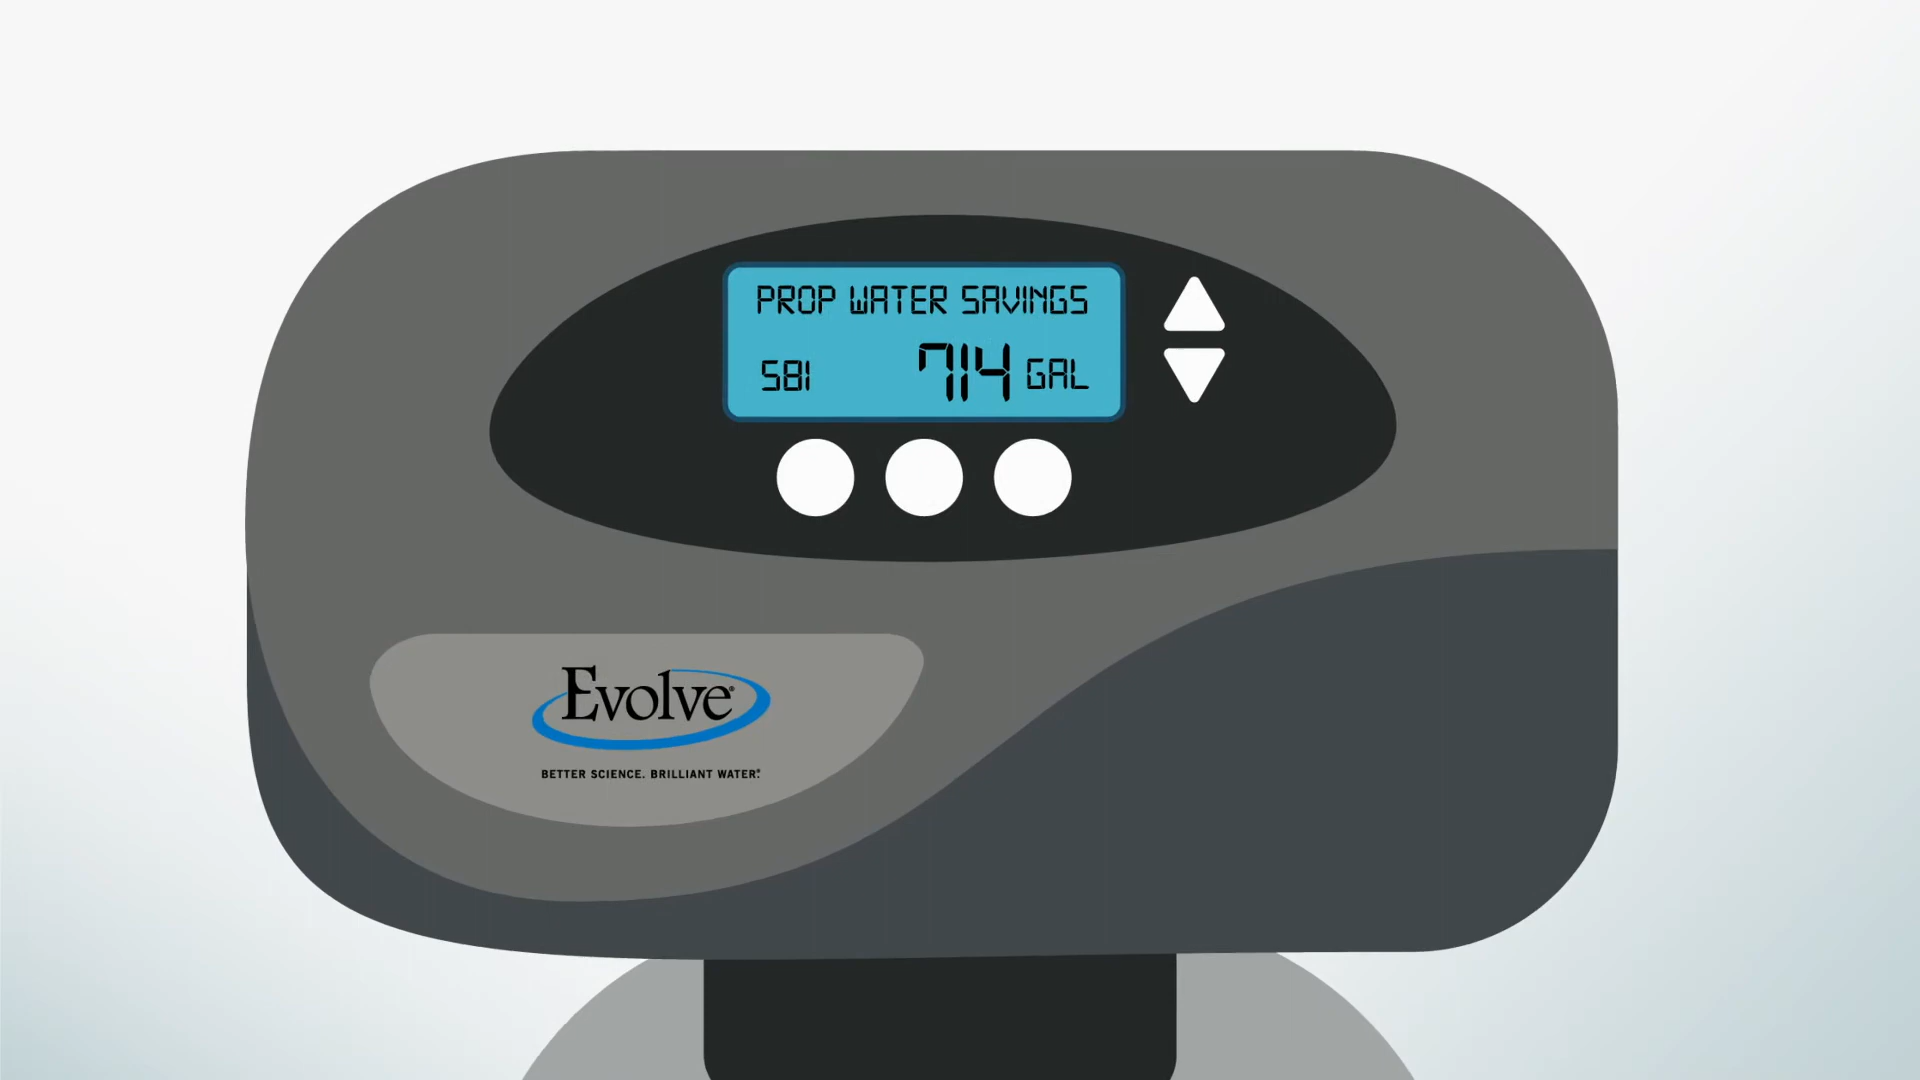 PROP WATER SAVINGS
581 714 GAL
Evolve®
BETTER SCIENCE. BRILLIANT WATER.®